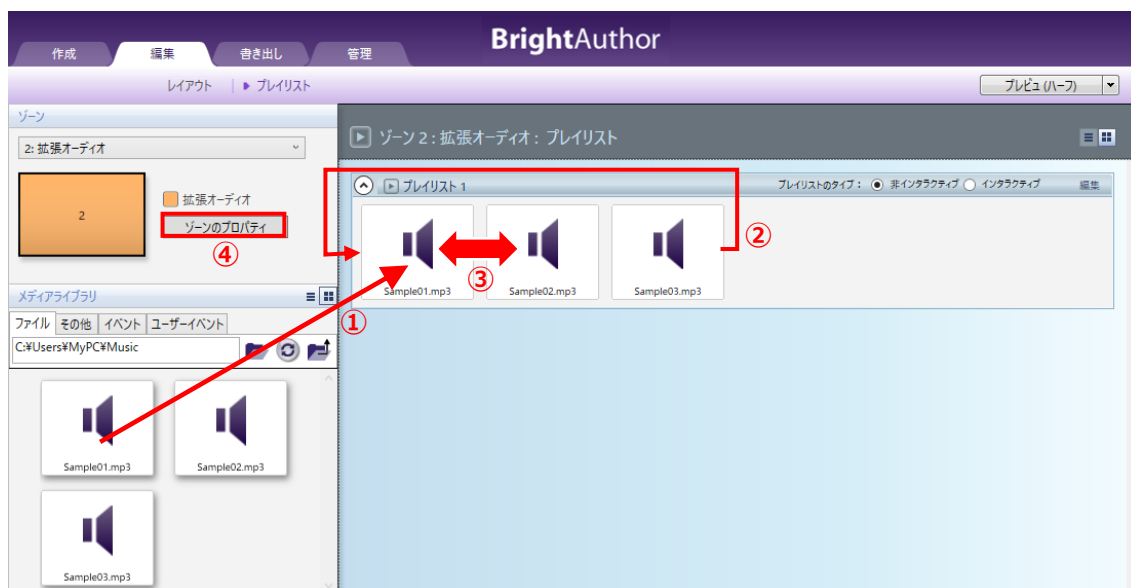 BrightAuthor
作成
編集
書き出し
管理
レイアウト
プレイリスト
プレビュ (ハーフ)
ゾーン
2: 拡張オーディオ
2
拡張オーディオ
ゾーンのプロパティ
④
メディアライブラリ
ファイル
その他
イベント
ユーザーイベント
C:¥Users¥MyPC¥Music
Sample01.mp3
Sample02.mp3
Sample03.mp3
ゾーン 2 : 拡張オーディオ : プレイリスト
プレイリスト 1
プレイリストのタイプ :
非インタラクティブ
インタラクティブ
編集
②
③
①
Sample01.mp3
Sample02.mp3
Sample03.mp3